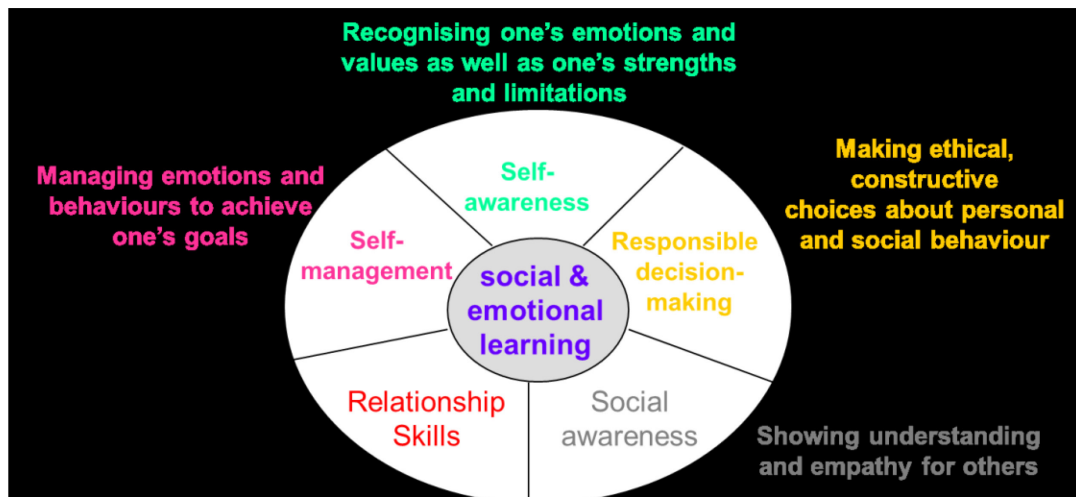 Recognising one's emotions and
values as well as one's strengths
and limitations
Managing emotions and
behaviours to achieve
one's goals
Making ethical,
constructive
choices about personal
and social behaviour
Self-
awareness
Self-
management
Responsible
decision-
making
social &
emotional
learning
Relationship
Skills
Social
awareness
Showing understanding
and empathy for others